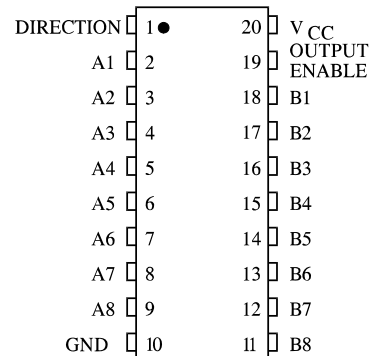 DIRECTION 1 20 VCC
A1 2 19 OUTPUT ENABLE
A2 3 18 B1
A3 4 17 B2
A4 5 16 B3
A5 6 15 B4
A6 7 14 B5
A7 8 13 B6
A8 9 12 B7
GND 10 11 B8